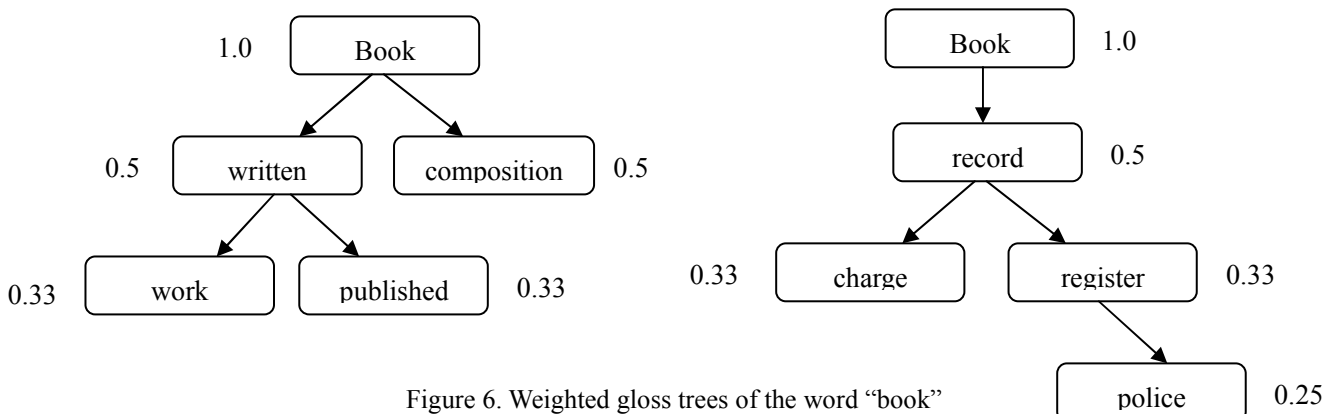 1.0 Book
0.5 written composition 0.5
0.33 work published 0.33
Book 1.0
record 0.5
0.33 charge register 0.33
police 0.25
Figure 6. Weighted gloss trees of the word “book”